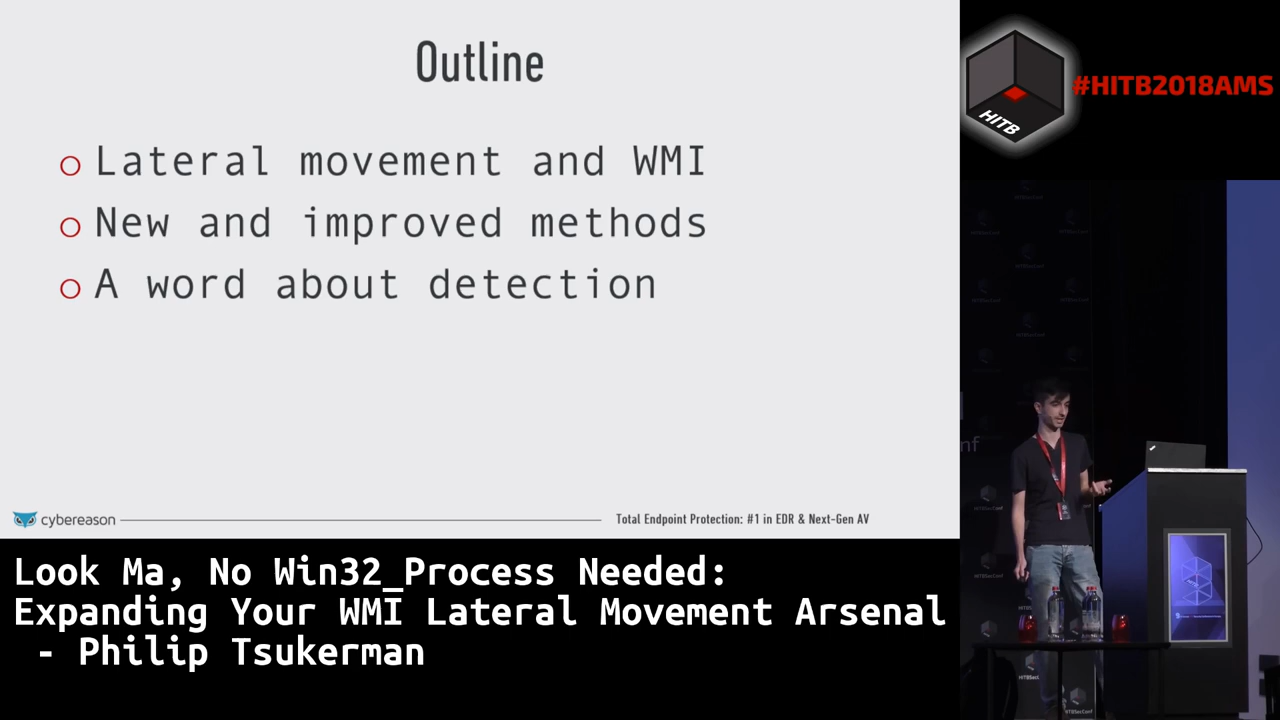 Outline
Lateral movement and WMI
New and improved methods
A word about detection
cybereason
Total Endpoint Protection: #1 in EDR & Next-Gen AV
HITB
#HITB2018AMS
nf
Look Ma, No Win32_Process Needed:
Expanding Your WMI Lateral Movement Arsenal
- Philip Tsukerman